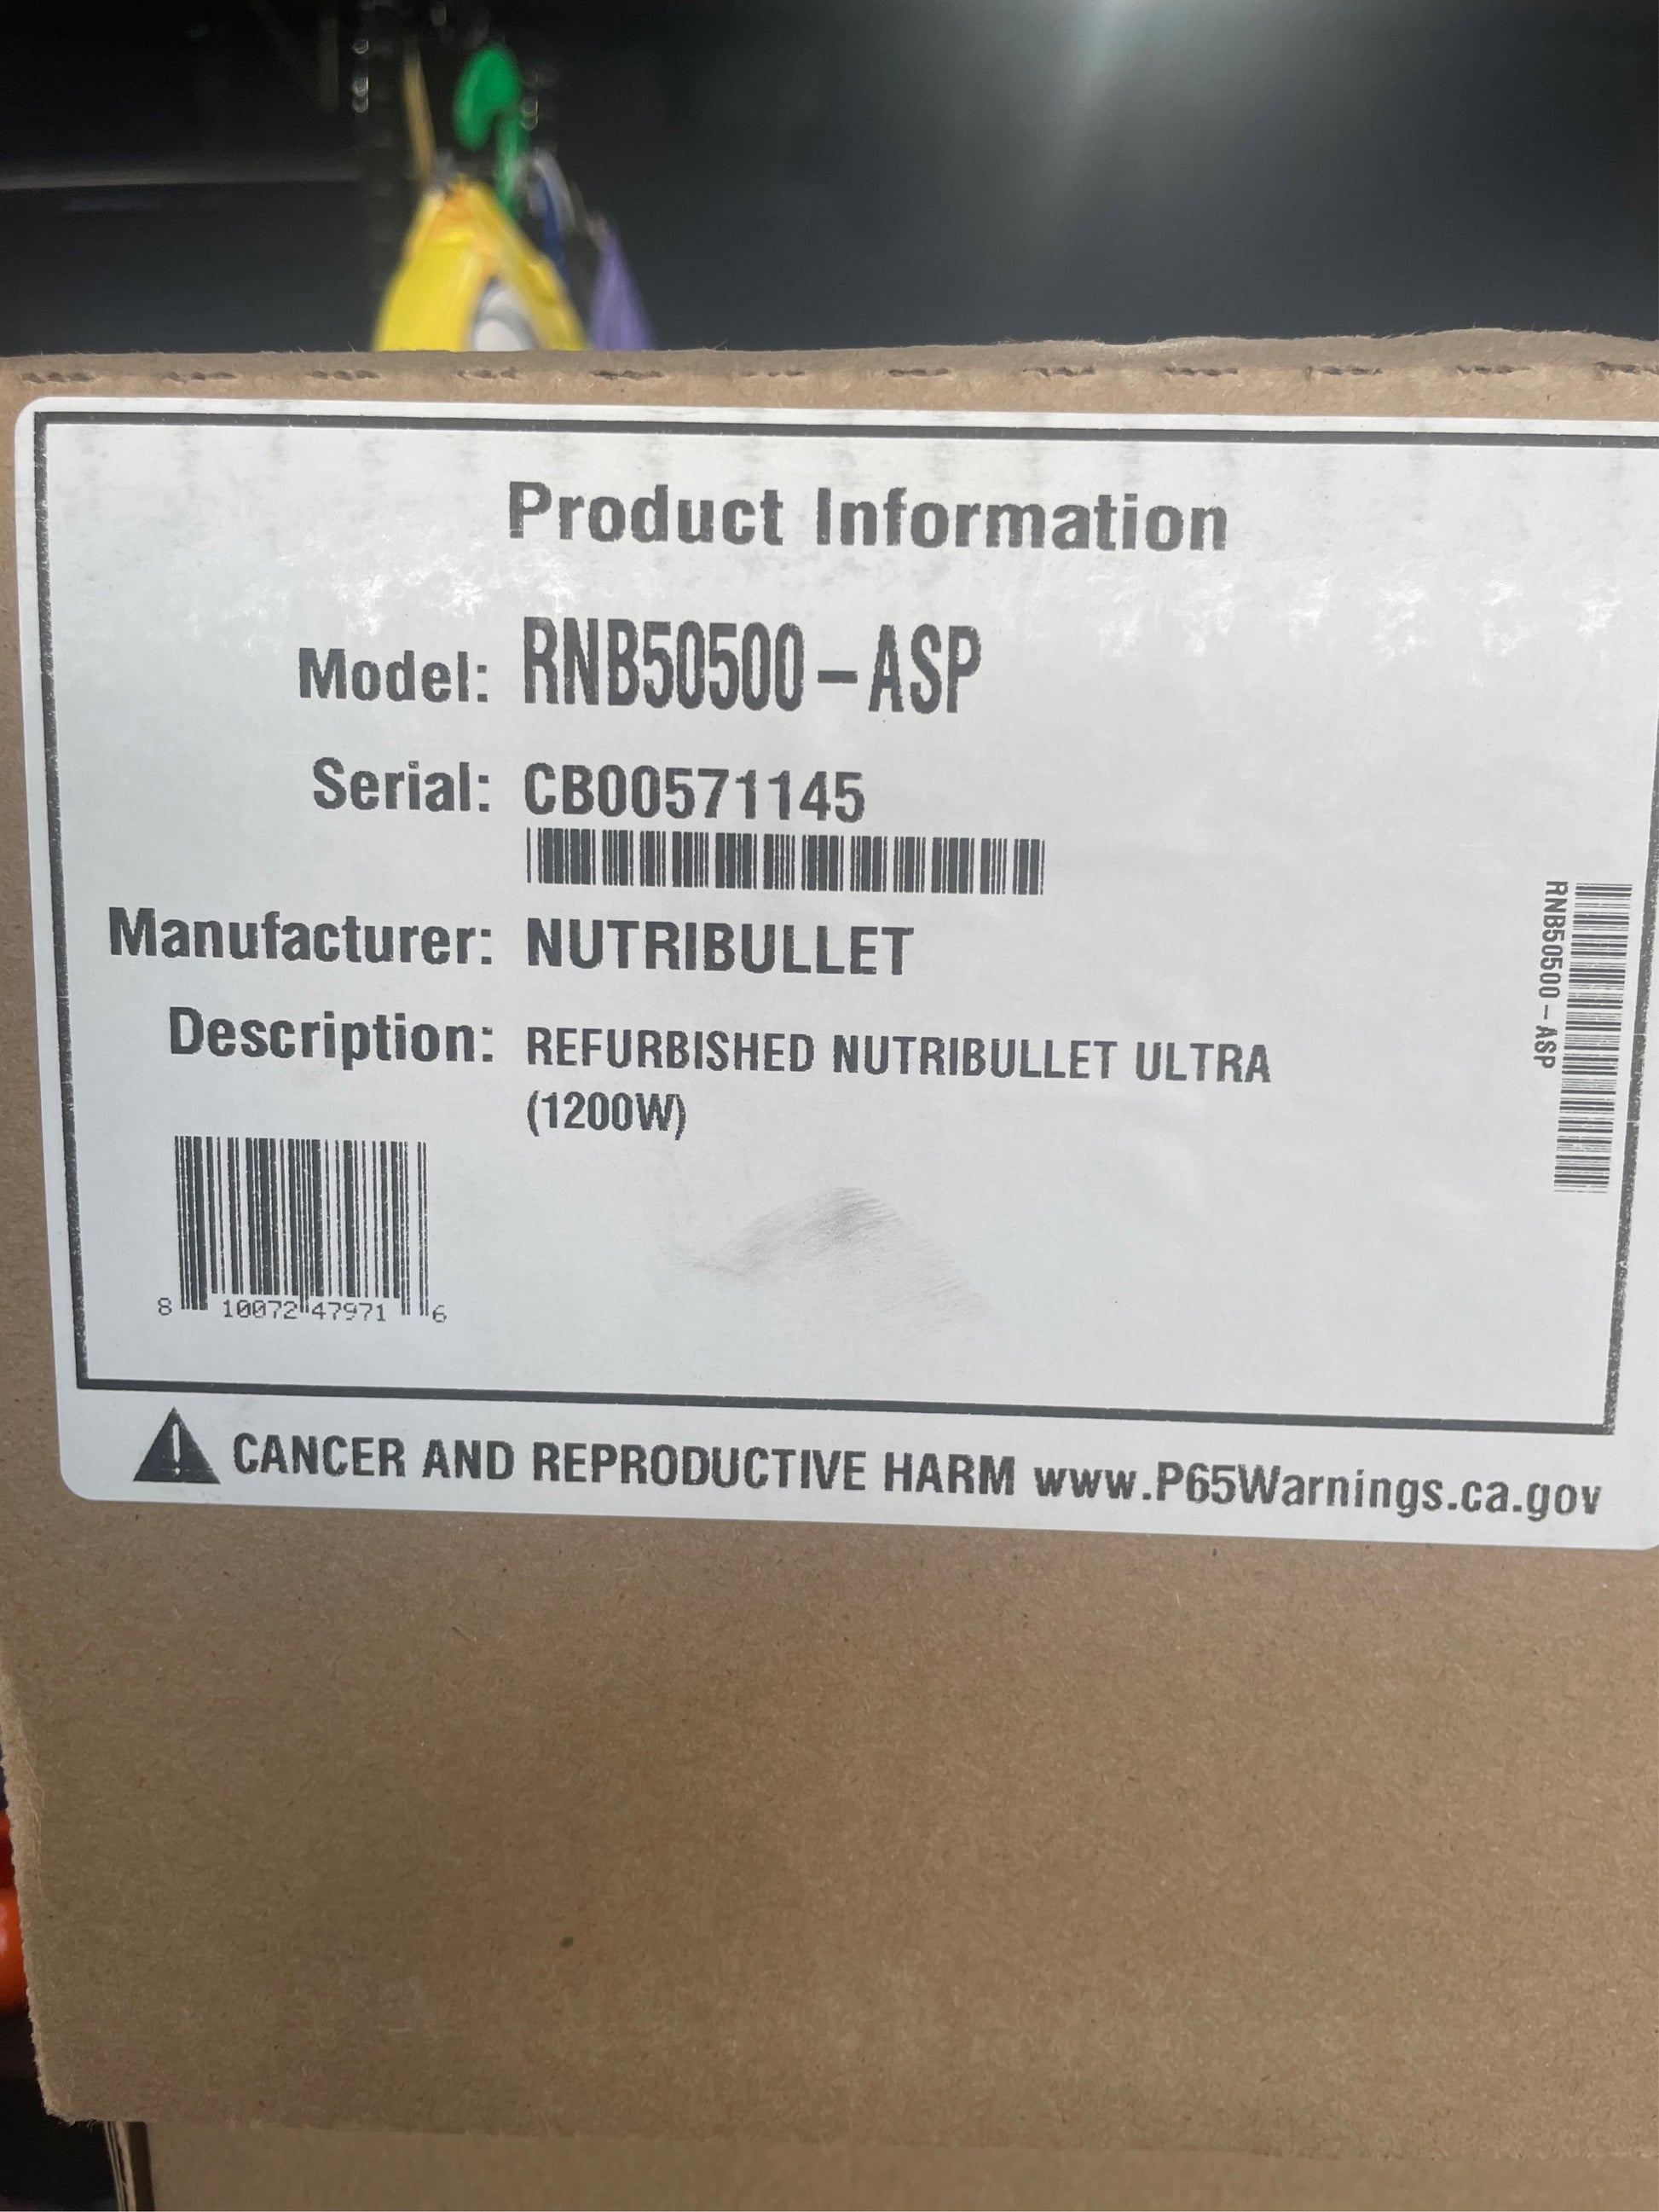 Product Information
Model: RNB50500-ASP
Serial: CB00571145
Manufacturer: NUTRIBULLET
Description: REFURBISHED NUTRIBULLET ULTRA
(1200W)
RNB50500-ASP
8 10072 47971 6
CANCER AND REPRODUCTIVE HARM www.P65Warnings.ca.gov